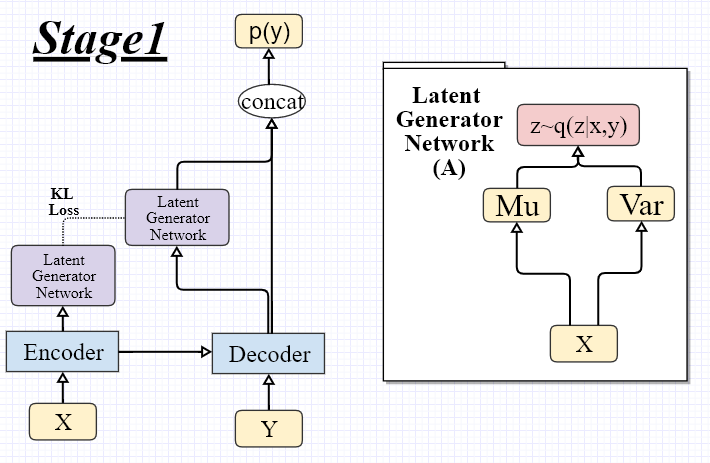 Stage1
p(y)
concat
KL
Loss
Latent
Generator
Network
Latent
Generator
Network
Encoder
Decoder
X
Y
Latent
Generator
Network
(A)
z~q(z|x,y)
Mu
Var
X